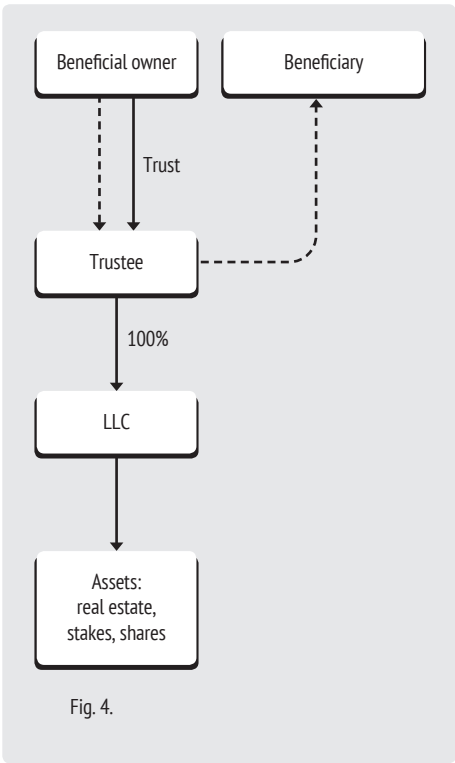 Beneficial owner
Beneficiary
Trust
Trustee
100%
LLC
Assets:
real estate,
stakes, shares
Fig. 4.